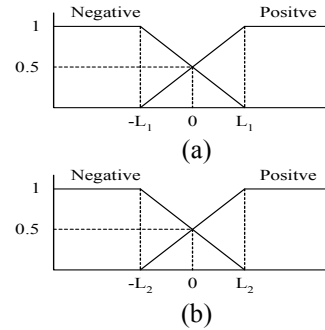 Negative Positve
1
0.5
-L₁ 0 L₁
(a)
Negative Positve
1
0.5
-L₂ 0 L₂
(b)